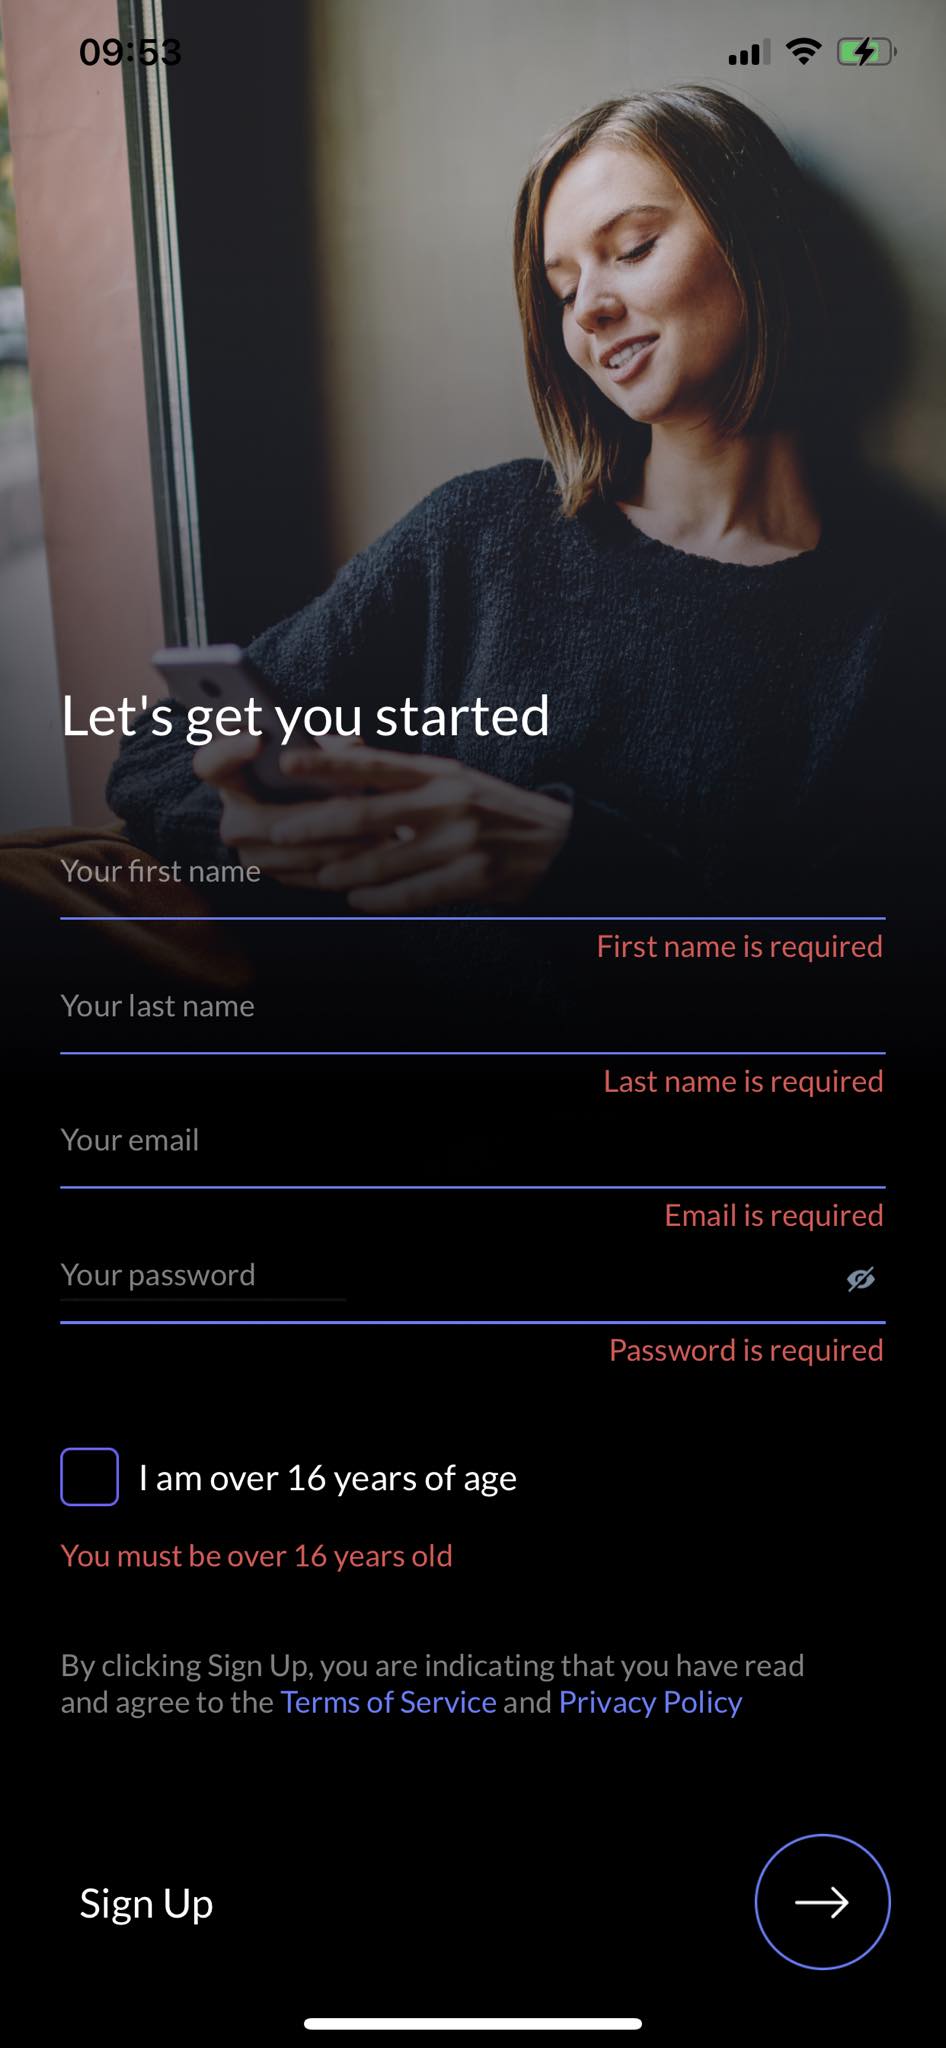 09:53
Let's get you started
Your first name
First name is required
Your last name
Last name is required
Your email
Email is required
Your password
Password is required
I am over 16 years of age
You must be over 16 years old
By clicking Sign Up, you are indicating that you have read
and agree to the Terms of Service and Privacy Policy
Sign Up